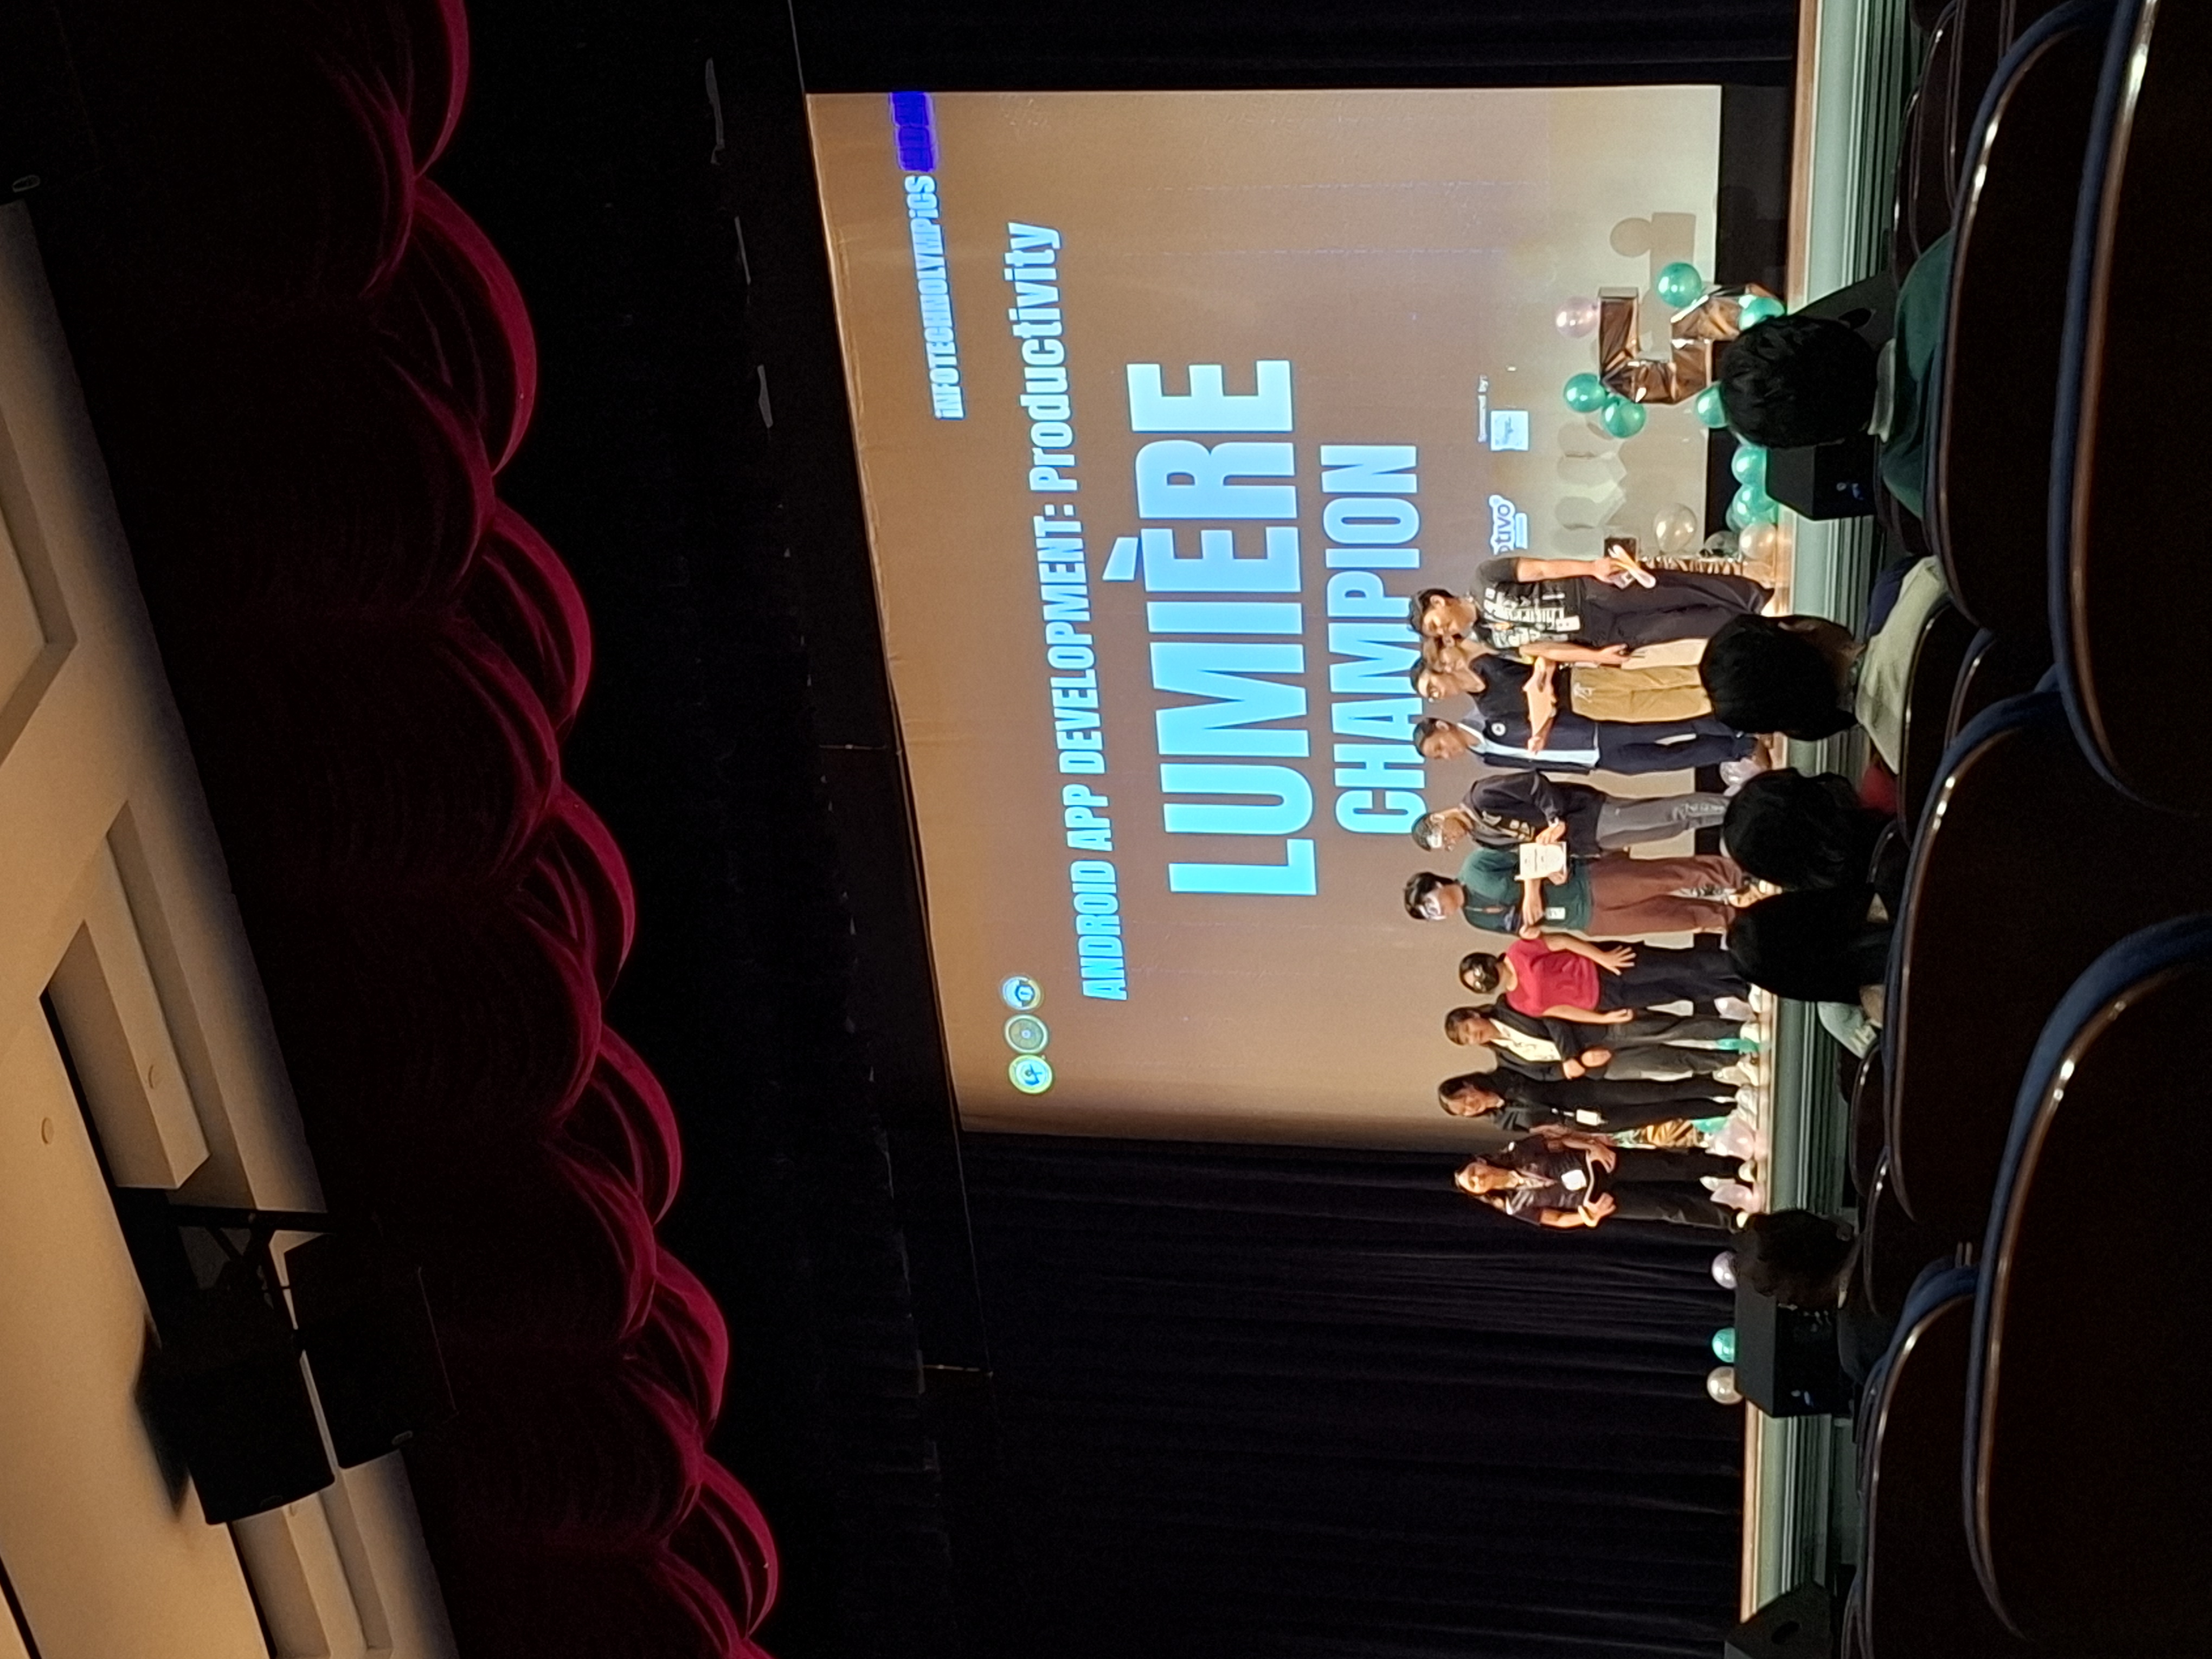 iNFOTECHNOLYMPiCS
ANDROID APP DEVELOPMENT: Productivity
LUMIÈRE
CHAMPION
Sponsored by: